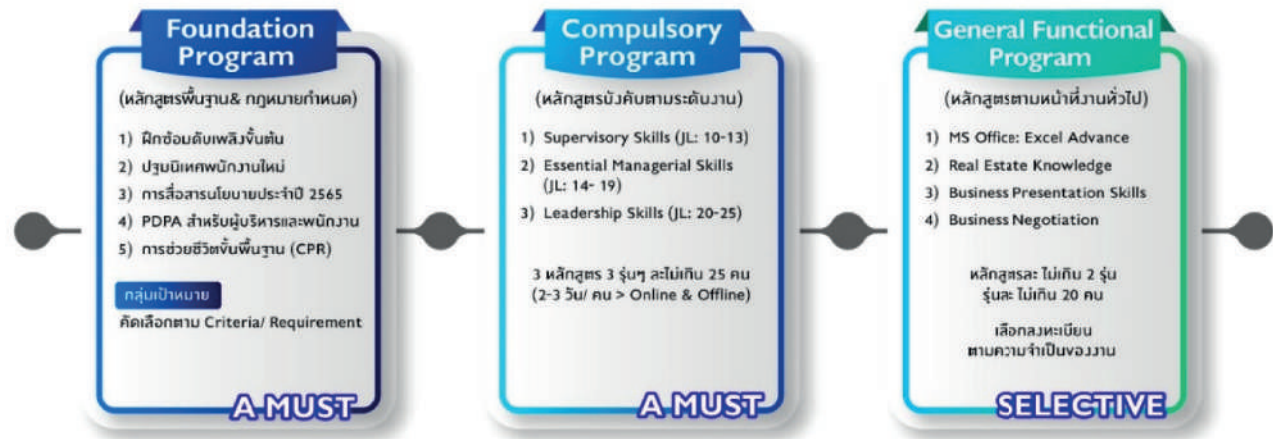 Foundation
Program
(หลักสูตรพื้นฐาน& กฎหมายกำหนด)
1) ฝึกซ้อมดับเพลิงขั้นต้น
2) ปฐมนิเทศพนักงานใหม่
3) การสื่อสารนโยบายประจำปี 2565
4) PDPA สำหรับผู้บริหารและพนักงาน
5) การช่วยชีวิตขั้นพื้นฐาน (CPR)
กลุ่มเป้าหมาย
คัดเลือกตาม Criteria/ Requirement
A MUST
Compulsory
Program
(หลักสูตรบังคับตามระดับงาน)
1) Supervisory Skills (JL: 10-13)
2) Essential Managerial Skills
(JL: 14- 19)
3) Leadership Skills (JL: 20-25)
3 หลักสูตร 3 รุ่นๆ ละไม่เกิน 25 คน
(2-3 วัน/ คน > Online & Offline)
A MUST
General Functional
Program
(หลักสูตรตามหน้าที่งานทั่วไป)
1) MS Office: Excel Advance
2) Real Estate Knowledge
3) Business Presentation Skills
4) Business Negotiation
หลักสูตรละ ไม่เกิน 2 รุ่น
รุ่นละ ไม่เกิน 20 คน
เลือกลงทะเบียน
ตามความจำเป็นของงาน
SELECTIVE